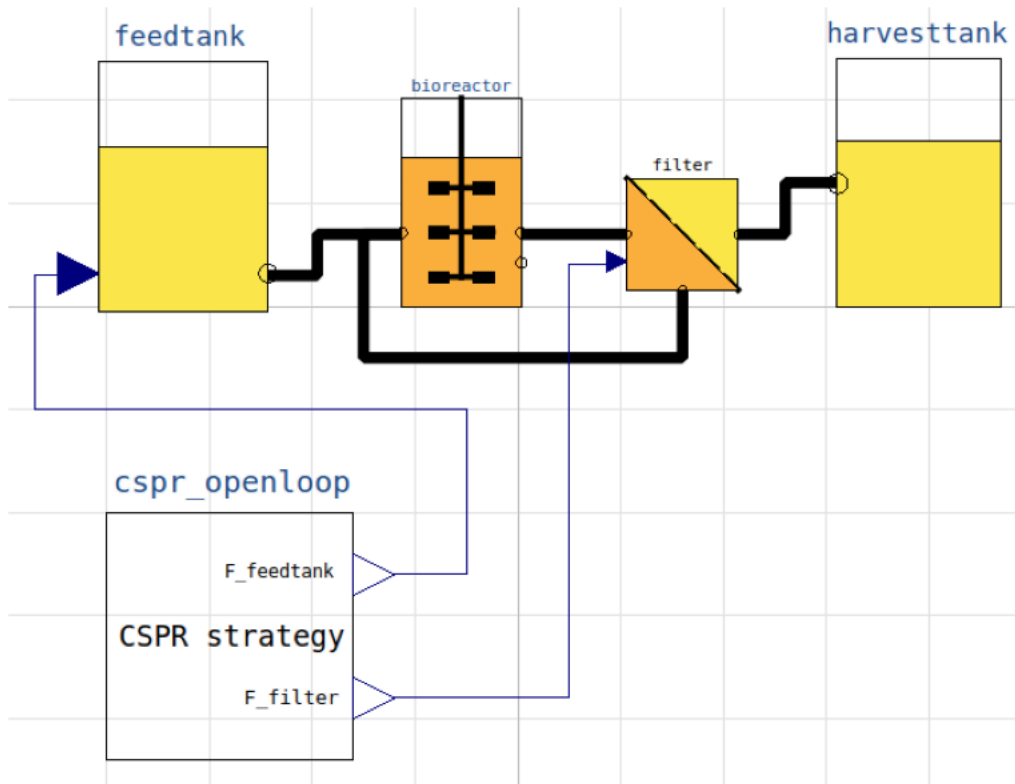 feedtank
harvesttank
bioreactor
filter
cspr_openloop
F_feedtank
CSPR strategy
F_filter